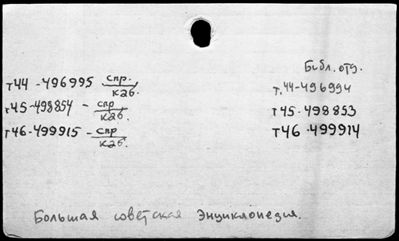 Библ. отд.
т44-496995 спр./каб. т.44-496994
т45-498854 - спр/каб. т45-498853
т46-499915 - спр/каб. т46-499914
Большая советская Энциклопедия.